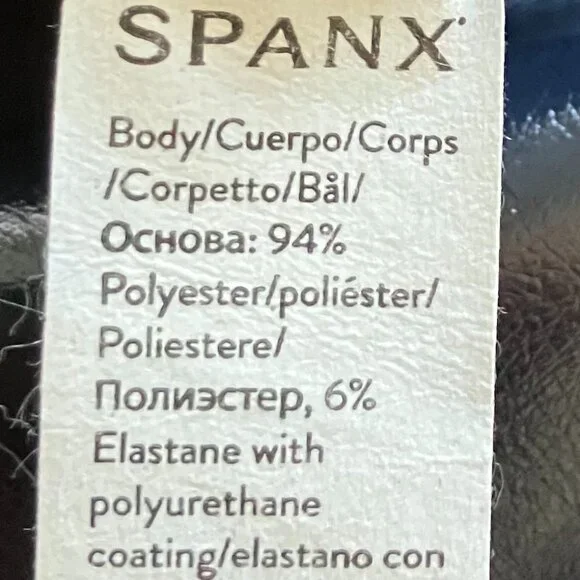 SPANX®
Body/Cuerpo/Corps
/Corpetto/Bål/
Основа: 94%
Polyester/poliéster/
Poliestere/
Полиэстер, 6%
Elastane with
polyurethane
coating/elastano con